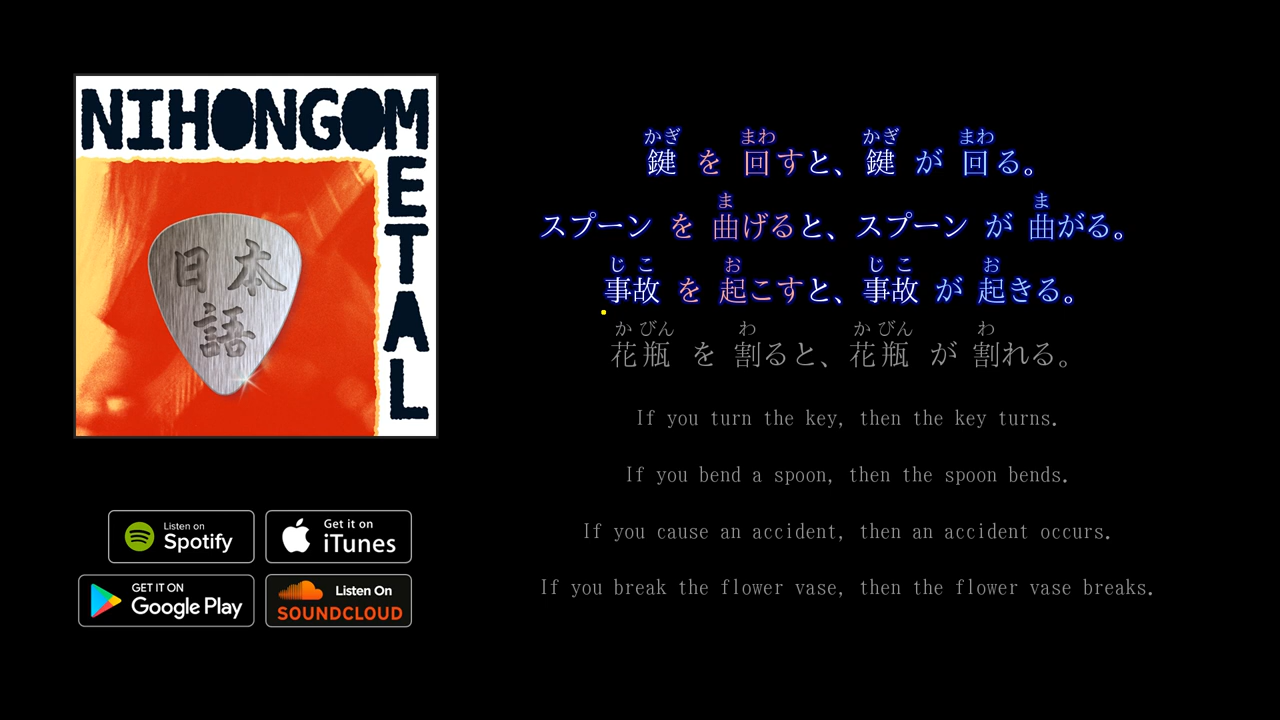 NIHONGOM
ETAL
日本
語
Listen on
Spotify
Get it on
iTunes
GET IT ON
Google Play
Listen On
SOUNDCLOUD
かぎ まわ かぎ まわ
鍵 を 回すと、鍵 が 回る。
ま ま
スプーン を 曲げると、スプーン が 曲がる。
じこ お じこ お
事故 を 起こすと、事故 が 起きる。
かびん わ かびん わ
花瓶 を 割ると、花瓶 が 割れる。
If you turn the key, then the key turns.
If you bend a spoon, then the spoon bends.
If you cause an accident, then an accident occurs.
If you break the flower vase, then the flower vase breaks.